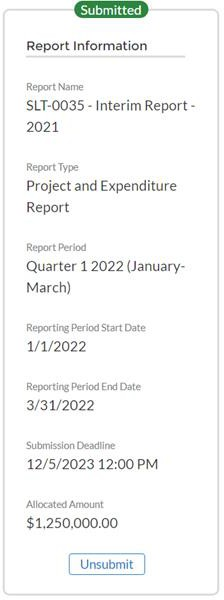 Submitted
Report Information
Report Name
SLT-0035 - Interim Report -
2021
Report Type
Project and Expenditure
Report
Report Period
Quarter 1 2022 (January-
March)
Reporting Period Start Date
1/1/2022
Reporting Period End Date
3/31/2022
Submission Deadline
12/5/2023 12:00 PM
Allocated Amount
$1,250,000.00
Unsubmit